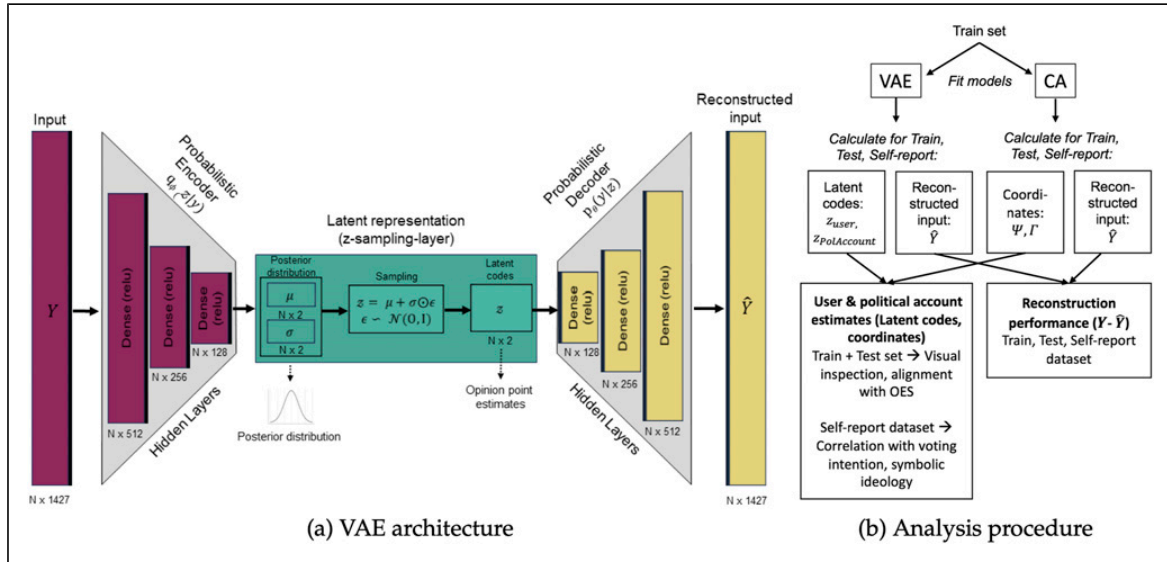 Input
Y
N x 1427
Probabilistic
Encoder
q_ϕ(z|y)
Dense (relu)
N x 512
Dense (relu)
N x 256
Dense
(relu)
N x 128
Hidden Layers
Latent representation
(z-sampling-layer)
Posterior
distribution
μ
N x 2
σ
N x 2
Posterior distribution
Sampling
z = μ + σ⊙ϵ
ϵ ∽ 𝒩(0,I)
Latent
codes
z
N x 2
Opinion point
estimates
Probabilistic
Decoder
p_θ(y|z)
Dense
(relu)
N x 128
Dense (relu)
N x 256
Dense (relu)
N x 512
Hidden Layers
Reconstructed
input
Ŷ
N x 1427
(a) VAE architecture
Train set
VAE
Fit models
CA
Calculate for Train,
Test, Self-report:
Calculate for Train,
Test, Self-report:
Latent
codes:
z_user,
z_PolAccount
Recon-
structed
input:
Ŷ
Coordi-
nates:
Ψ, Γ
Recon-
structed
input:
Ŷ
User & political account
estimates (Latent codes,
coordinates)
Train + Test set → Visual
inspection, alignment
with OES
Self-report dataset →
Correlation with voting
intention, symbolic
ideology
Reconstruction
performance (Y- Ŷ)
Train, Test, Self-report
dataset
(b) Analysis procedure